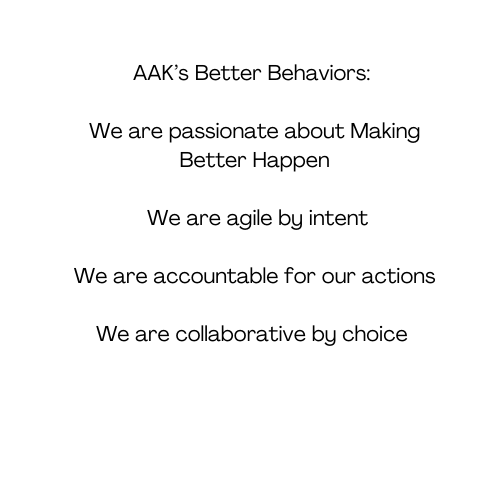 AAK’s Better Behaviors:
We are passionate about Making
Better Happen
We are agile by intent
We are accountable for our actions
We are collaborative by choice